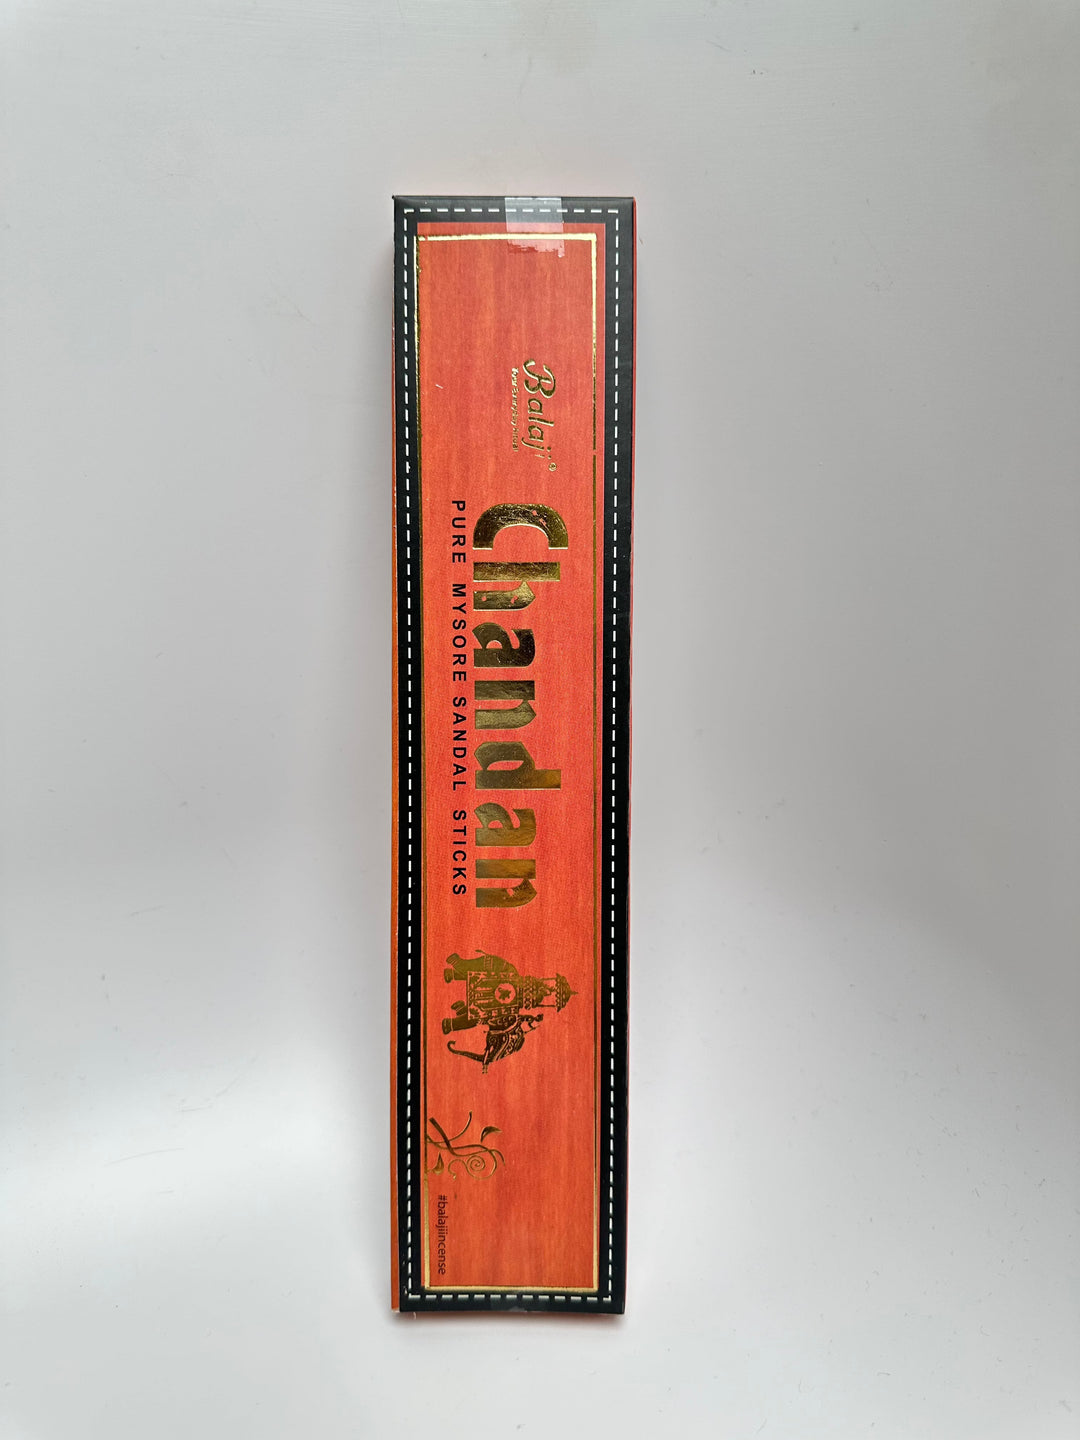 Balaji®
Chandan
PURE MYSORE SANDAL STICKS
#balajiincense